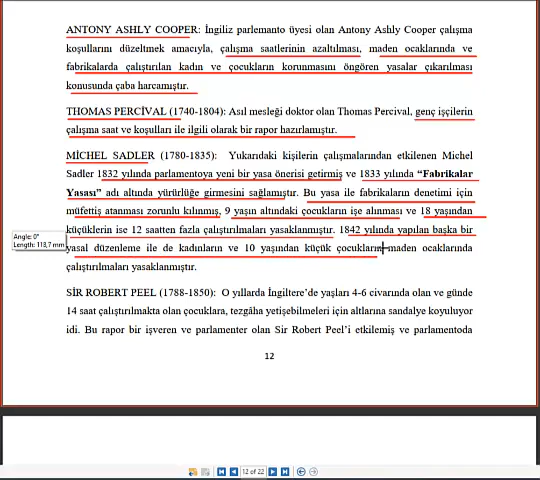 ANTONY ASHLY COOPER: İngiliz parlemanto üyesi olan Antony Ashly Cooper çalışma
koşullarını düzeltmek amacıyla, çalışma saatlerinin azaltılması, maden ocaklarında ve
fabrikalarda çalıştırılan kadın ve çocukların korunmasını öngören yasalar çıkarılması
konusunda çaba harcamıştır.
THOMAS PERCİVAL (1740-1804): Asıl mesleği doktor olan Thomas Percival, genç işçilerin
çalışma saat ve koşulları ile ilgili olarak bir rapor hazırlamıştır.
MİCHEL SADLER (1780-1835): Yukarıdaki kişilerin çalışmalarından etkilenen Michel
Sadler 1832 yılında parlamentoya yeni bir yasa önerisi getirmiş ve 1833 yılında “Fabrikalar
Yasası” adı altında yürürlüğe girmesini sağlamıştır. Bu yasa ile fabrikaların denetimi için
müfettiş atanması zorunlu kılınmış, 9 yaşın altındaki çocukların işe alınması ve 18 yaşından
küçüklerin ise 12 saatten fazla çalıştırılmaları yasaklanmıştır. 1842 yılında yapılan başka bir
Angle: 0°
Length: 118,7 mm
yasal düzenleme ile de kadınların ve 10 yaşından küçük çocukların maden ocaklarında
çalıştırılmaları yasaklanmıştır.
SİR ROBERT PEEL (1788-1850): O yıllarda İngiltere’de yaşları 4-6 civarında olan ve günde
14 saat çalıştırılmakta olan çocuklara, tezgâha yetişebilmeleri için altlarına sandalye koyuluyor
idi. Bu rapor bir işveren ve parlamenter olan Sir Robert Peel’i etkilemiş ve parlamentoda
12
12 of 22